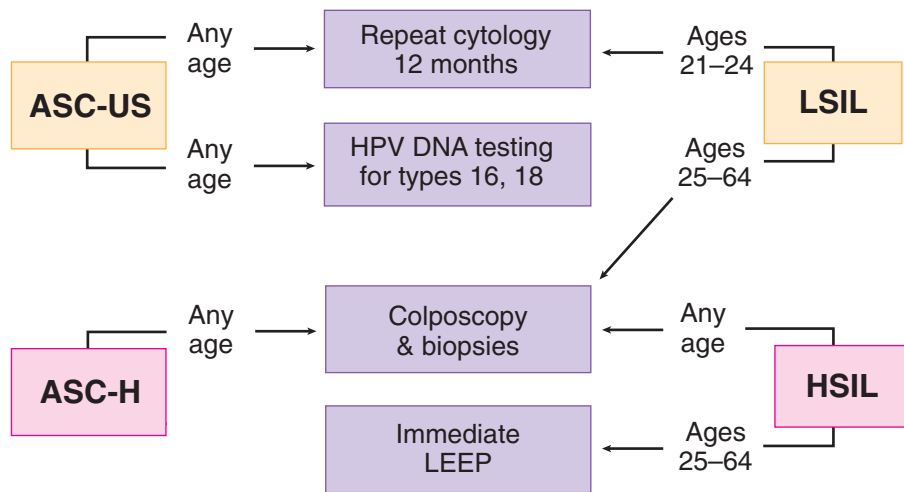 Any
age
Repeat cytology
12 months
Ages
21–24
ASC-US
LSIL
Any
age
HPV DNA testing
for types 16, 18
Ages
25–64
Any
age
Colposcopy
& biopsies
Any
age
ASC-H
HSIL
Immediate
LEEP
Ages
25–64